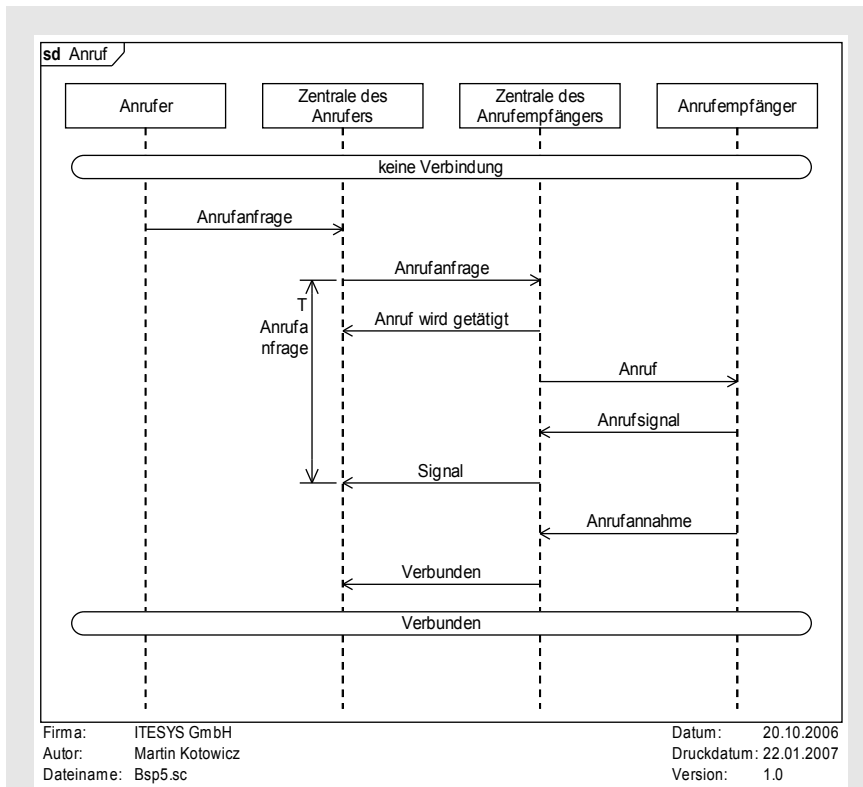 sd Anruf
Anrufer
Zentrale des
Anrufers
Zentrale des
Anrufempfängers
Anrufempfänger
keine Verbindung
Anrufanfrage
Anrufanfrage
T
Anrufa
nfrage
Anruf wird getätigt
Anruf
Anrufsignal
Signal
Anrufannahme
Verbunden
Verbunden
Firma: ITESYS GmbH
Autor: Martin Kotowicz
Dateiname: Bsp5.sc
Datum: 20.10.2006
Druckdatum: 22.01.2007
Version: 1.0